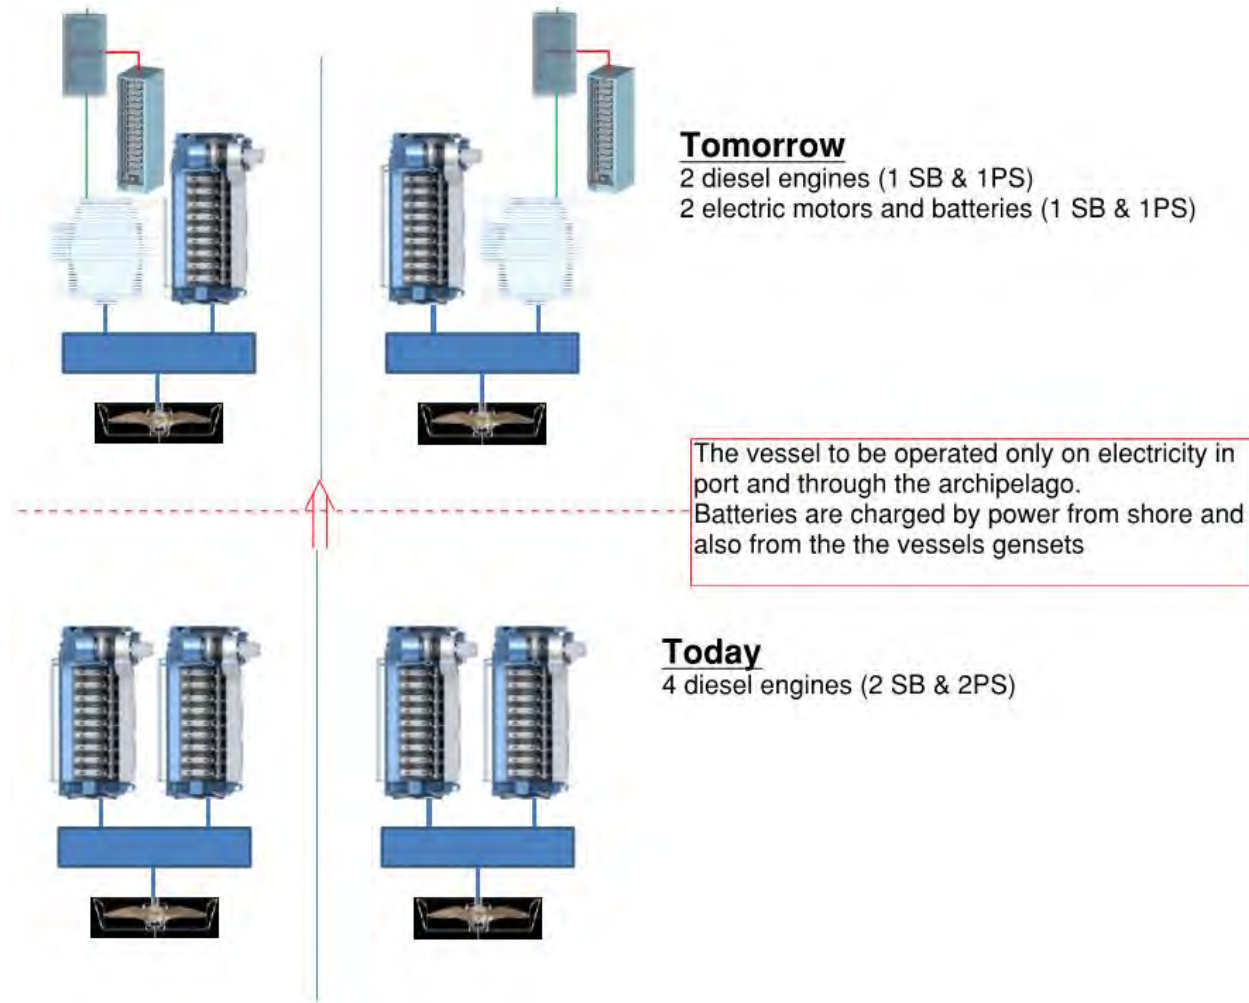 Tomorrow
2 diesel engines (1 SB & 1PS)
2 electric motors and batteries (1 SB & 1PS)
The vessel to be operated only on electricity in
port and through the archipelago.
Batteries are charged by power from shore and
also from the the vessels gensets
Today
4 diesel engines (2 SB & 2PS)